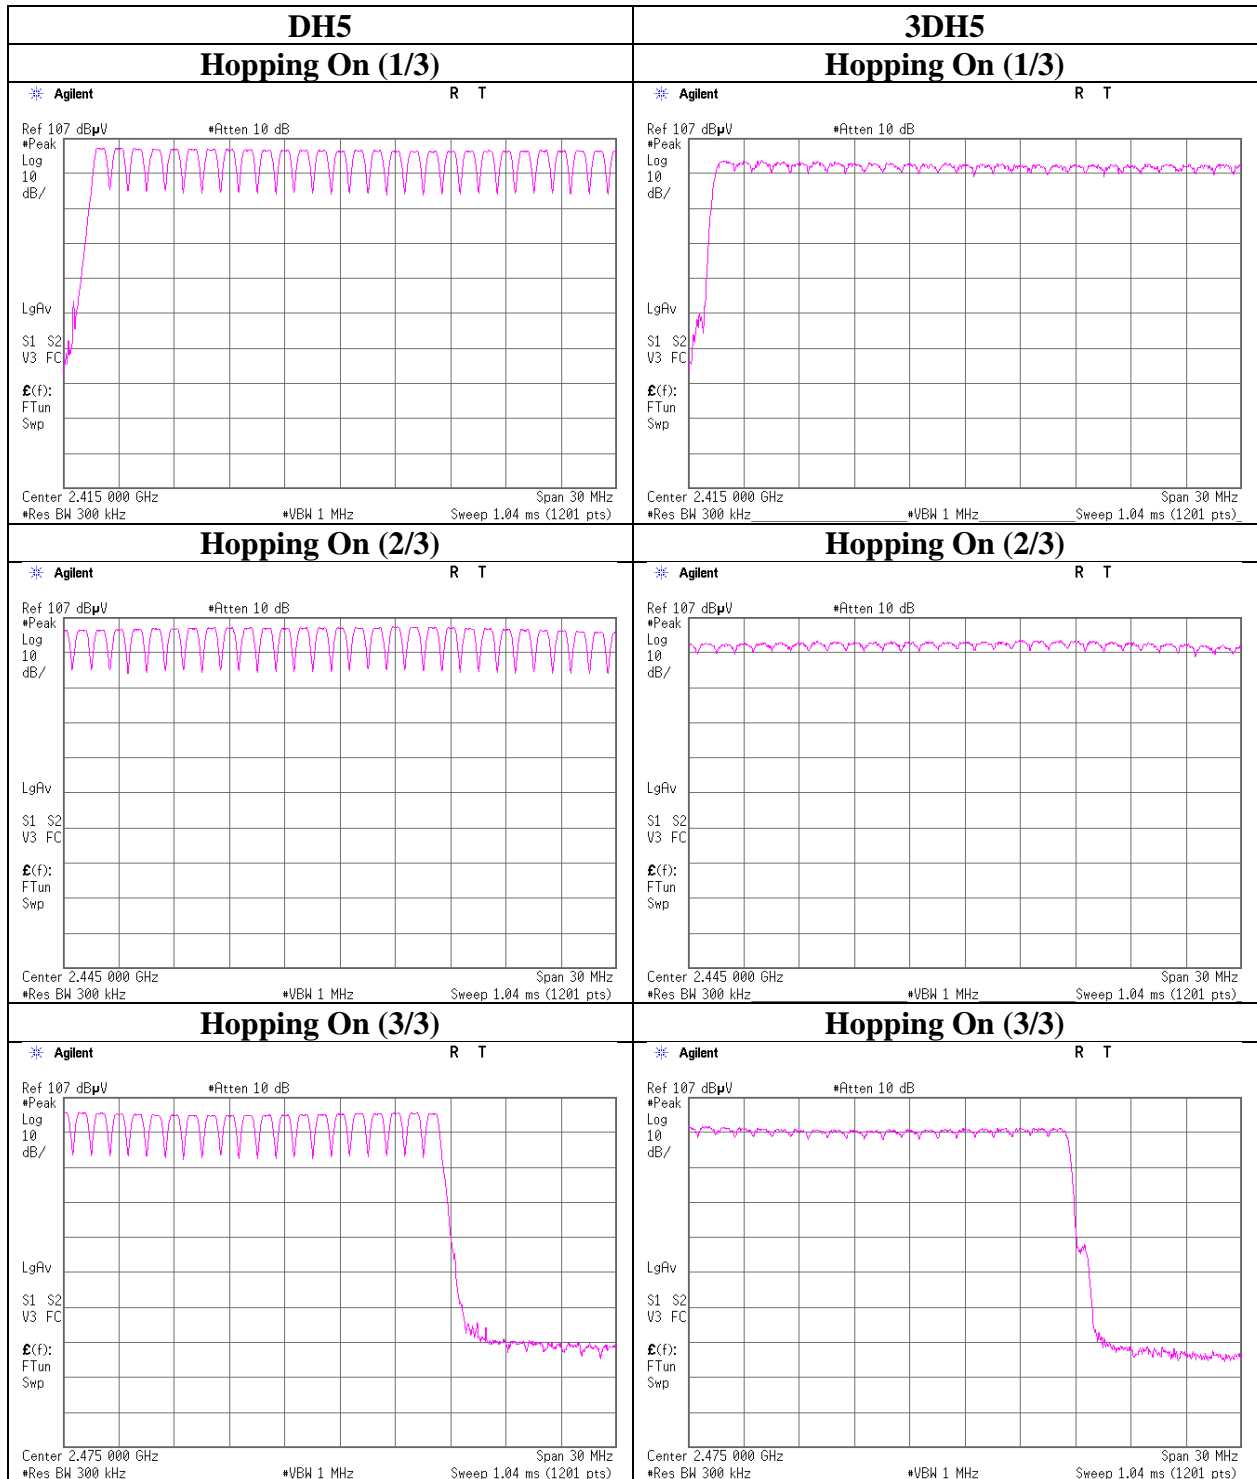 DH5 3DH5
Hopping On (1/3) Hopping On (1/3)
Agilent R T
Ref 107 dBµV #Atten 10 dB
#Peak
Log
10
dB/
LgAv
S1 S2
V3 FC
£(f):
FTun
Swp
Center 2.415 000 GHz Span 30 MHz
#Res BW 300 kHz #VBW 1 MHz Sweep 1.04 ms (1201 pts)
Agilent R T
Ref 107 dBµV #Atten 10 dB
#Peak
Log
10
dB/
LgAv
S1 S2
V3 FC
£(f):
FTun
Swp
Center 2.415 000 GHz Span 30 MHz
#Res BW 300 kHz #VBW 1 MHz Sweep 1.04 ms (1201 pts)
Hopping On (2/3) Hopping On (2/3)
Agilent R T
Ref 107 dBµV #Atten 10 dB
#Peak
Log
10
dB/
LgAv
S1 S2
V3 FC
£(f):
FTun
Swp
Center 2.445 000 GHz Span 30 MHz
#Res BW 300 kHz #VBW 1 MHz Sweep 1.04 ms (1201 pts)
Agilent R T
Ref 107 dBµV #Atten 10 dB
#Peak
Log
10
dB/
LgAv
S1 S2
V3 FC
£(f):
FTun
Swp
Center 2.445 000 GHz Span 30 MHz
#Res BW 300 kHz #VBW 1 MHz Sweep 1.04 ms (1201 pts)
Hopping On (3/3) Hopping On (3/3)
Agilent R T
Ref 107 dBµV #Atten 10 dB
#Peak
Log
10
dB/
LgAv
S1 S2
V3 FC
£(f):
FTun
Swp
Center 2.475 000 GHz Span 30 MHz
#Res BW 300 kHz #VBW 1 MHz Sweep 1.04 ms (1201 pts)
Agilent R T
Ref 107 dBµV #Atten 10 dB
#Peak
Log
10
dB/
LgAv
S1 S2
V3 FC
£(f):
FTun
Swp
Center 2.475 000 GHz Span 30 MHz
#Res BW 300 kHz #VBW 1 MHz Sweep 1.04 ms (1201 pts)